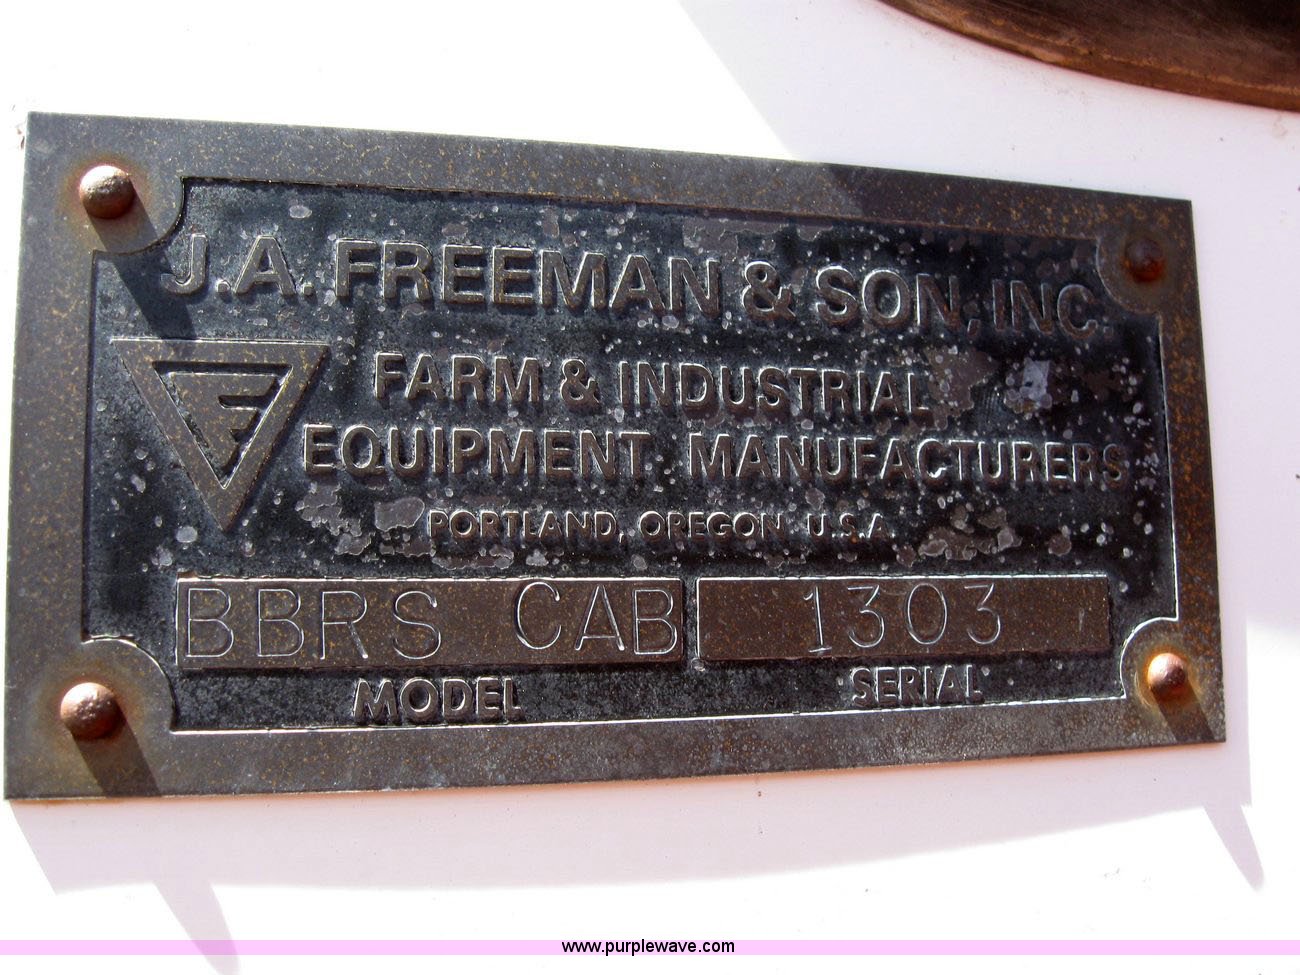 J.A. FREEMAN & SON, INC.
F
FARM & INDUSTRIAL
EQUIPMENT MANUFACTURERS
PORTLAND, OREGON U.S.A.
BBRS CAB 1303
MODEL SERIAL
www.purplewave.com